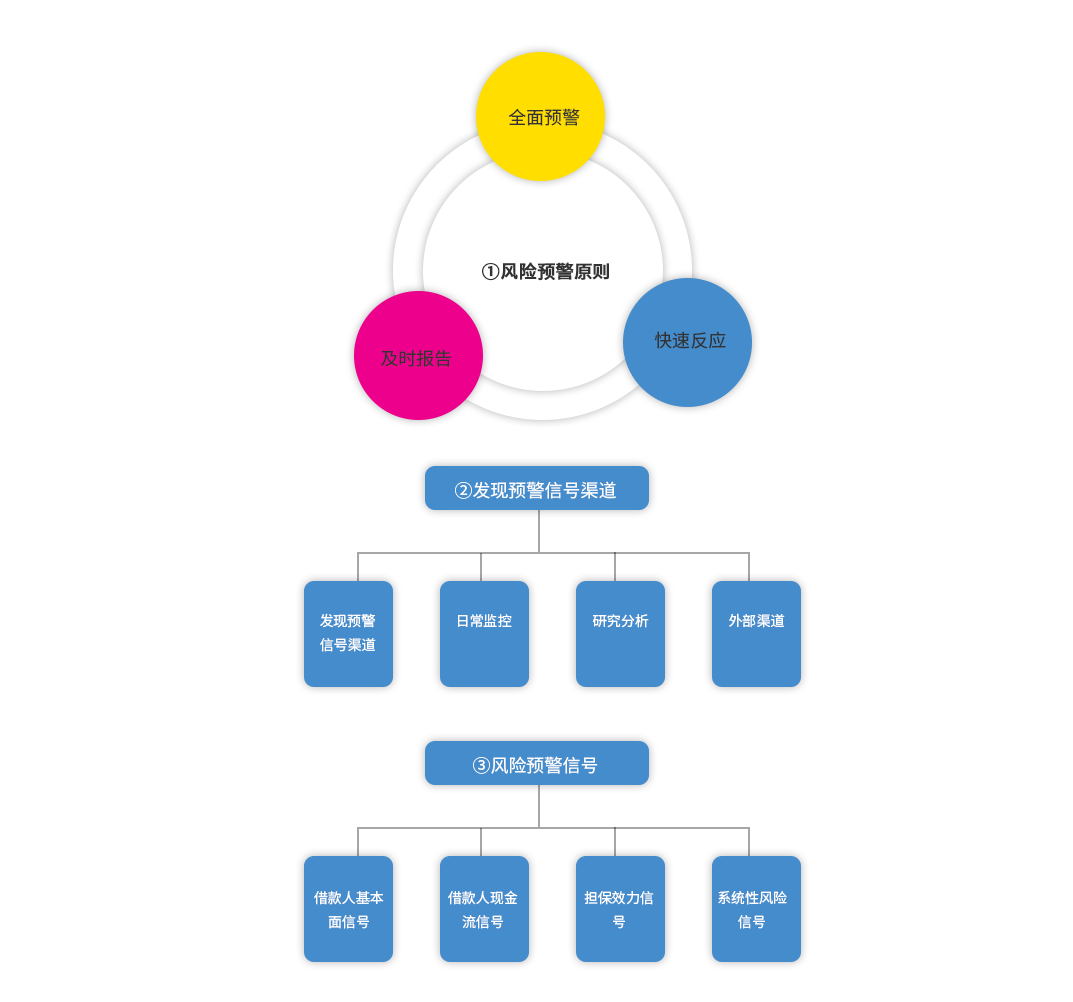 全面预警
①风险预警原则
快速反应
及时报告
②发现预警信号渠道
发现预警
信号渠道
日常监控
研究分析
外部渠道
③风险预警信号
借款人基本
面信号
借款人现金
流信号
担保效力信
号
系统性风险
信号